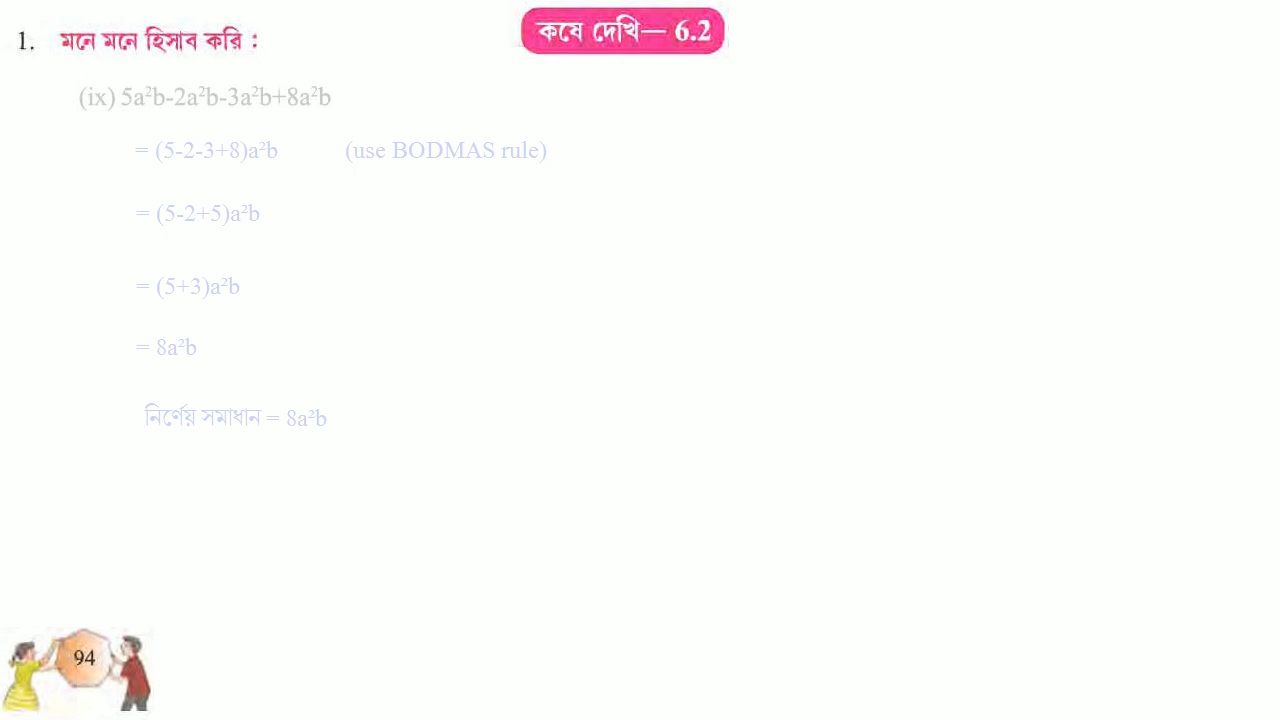 কষে দেখি— 6.2
1. মনে মনে হিসাব করি :
(ix) 5a²b-2a²b-3a²b+8a²b
= (5-2-3+8)a²b (use BODMAS rule)
= (5-2+5)a²b
= (5+3)a²b
= 8a²b
নির্ণেয় সমাধান = 8a²b
94